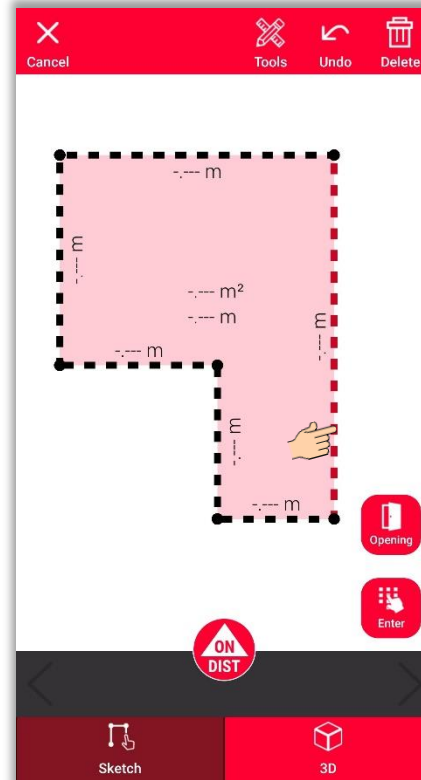 Cancel
Tools
Undo
Delete
-.--- m
-.--- m
-.--- m²
-.--- m
-.--- m
-.--- m
-.--- m
-.--- m
Opening
Enter
ON
DIST
Sketch
3D